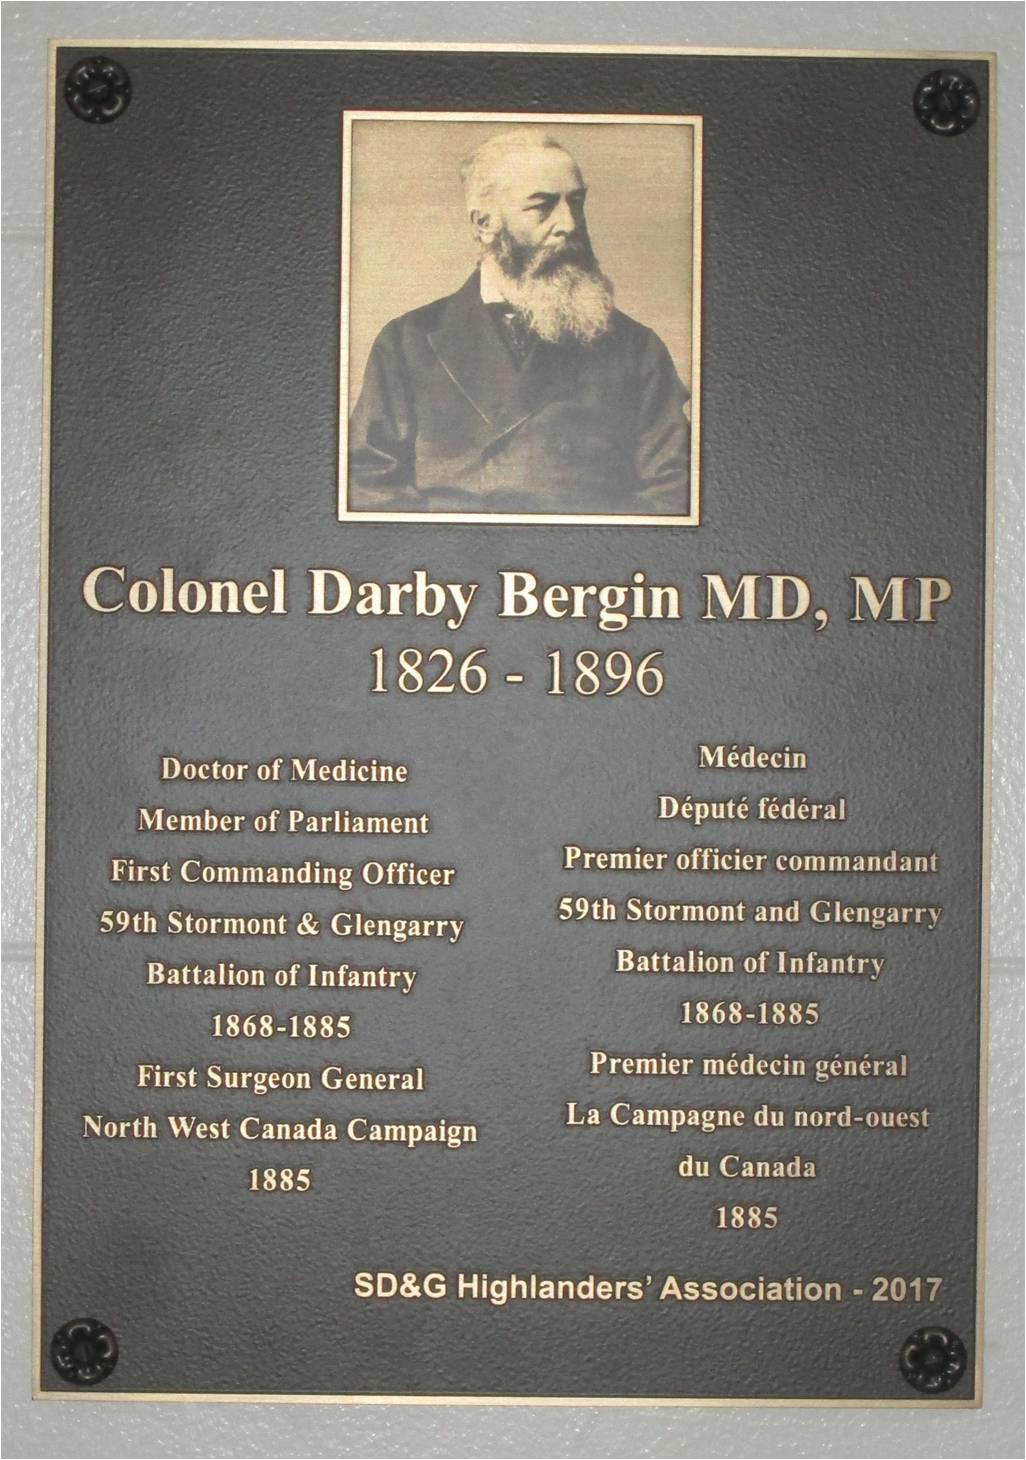 Colonel Darby Bergin MD, MP
1826 - 1896
Doctor of Medicine
Member of Parliament
First Commanding Officer
59th Stormont & Glengarry
Battalion of Infantry
1868-1885
First Surgeon General
North West Canada Campaign
1885
Médecin
Député fédéral
Premier officier commandant
59th Stormont and Glengarry
Battalion of Infantry
1868-1885
Premier médecin général
La Campagne du nord-ouest
du Canada
1885
SD&G Highlanders’ Association - 2017